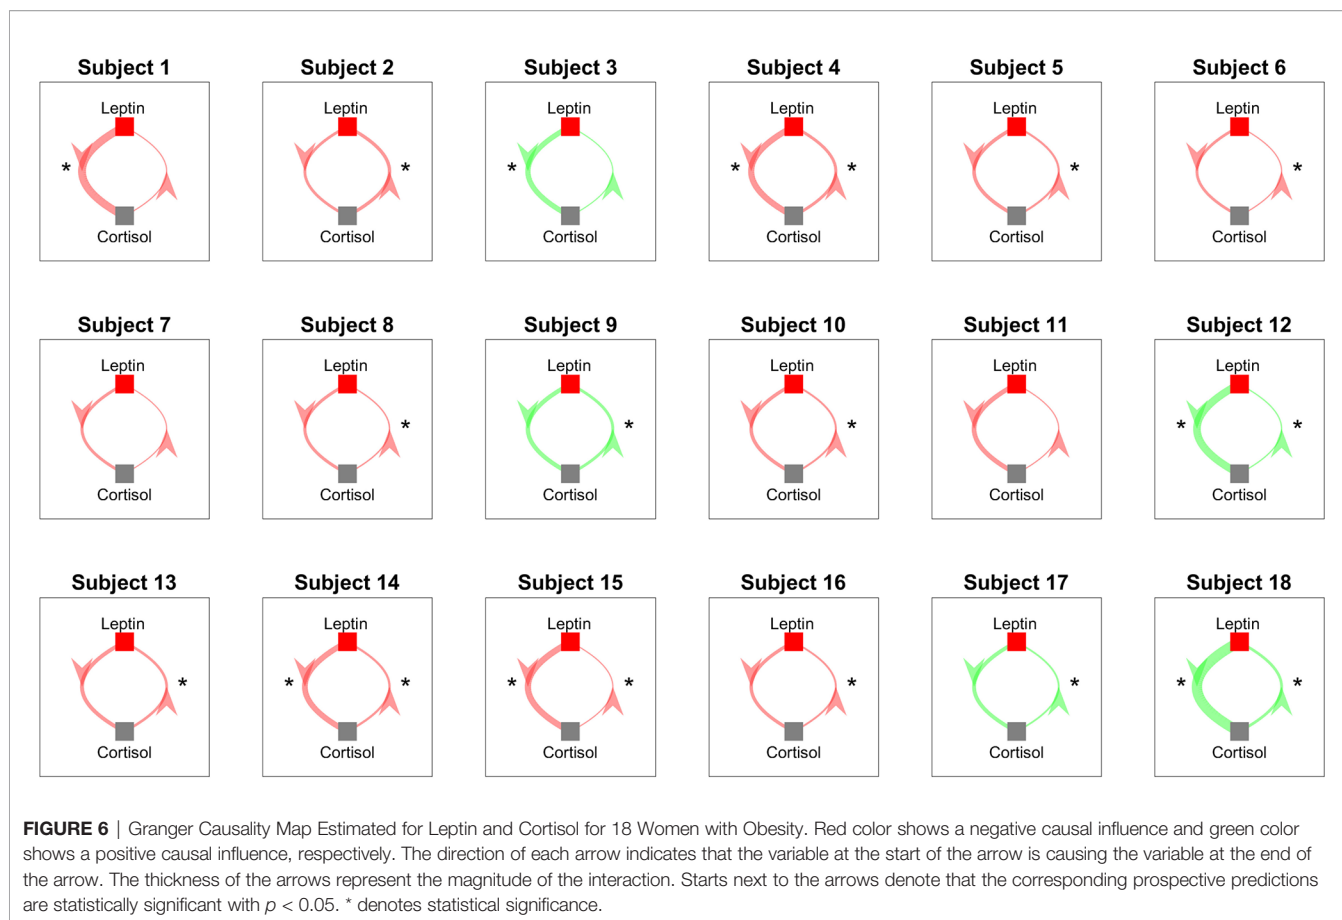 Subject 1 Subject 2 Subject 3 Subject 4 Subject 5 Subject 6
Leptin Leptin Leptin Leptin Leptin Leptin
* * * * * * *
Cortisol Cortisol Cortisol Cortisol Cortisol Cortisol
Subject 7 Subject 8 Subject 9 Subject 10 Subject 11 Subject 12
Leptin Leptin Leptin Leptin Leptin Leptin
* * * * *
Cortisol Cortisol Cortisol Cortisol Cortisol Cortisol
Subject 13 Subject 14 Subject 15 Subject 16 Subject 17 Subject 18
Leptin Leptin Leptin Leptin Leptin Leptin
* * * * * * * * *
Cortisol Cortisol Cortisol Cortisol Cortisol Cortisol
FIGURE 6 | Granger Causality Map Estimated for Leptin and Cortisol for 18 Women with Obesity. Red color shows a negative causal influence and green color
shows a positive causal influence, respectively. The direction of each arrow indicates that the variable at the start of the arrow is causing the variable at the end of
the arrow. The thickness of the arrows represent the magnitude of the interaction. Starts next to the arrows denote that the corresponding prospective predictions
are statistically significant with p < 0.05. * denotes statistical significance.